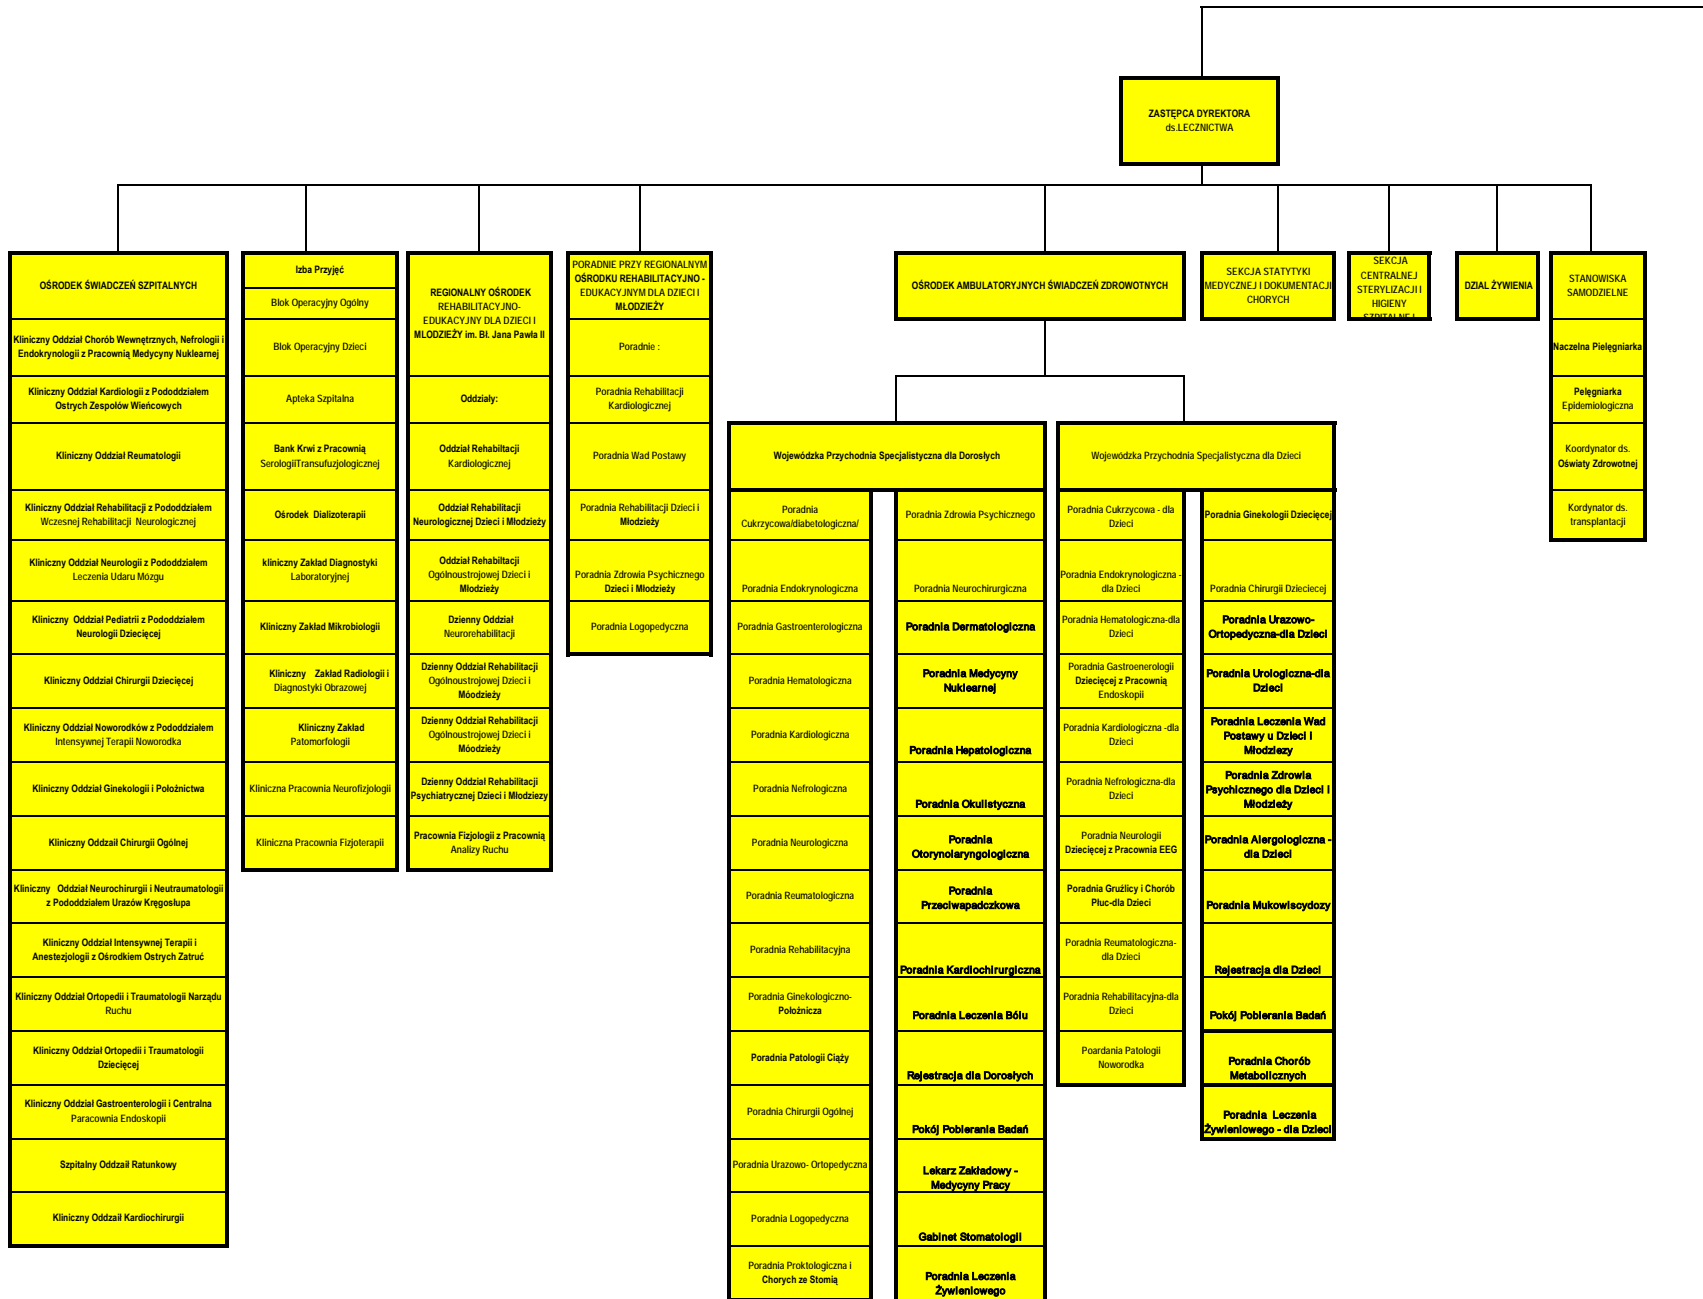 ZASTĘPCA DYREKTORA
ds.LECZNICTWA
OŚRODEK ŚWIADCZEŃ SZPITALNYCH
Kliniczny Oddział Chorób Wewnętrznych, Nefrologii i
Endokrynologii z Pracownią Medycyny Nuklearnej
Kliniczny Oddział Kardiologii z Pododdziałem
Ostrych Zespołów Wieńcowych
Kliniczny Oddział Reumatologii
Kliniczny Oddział Rehabilitacji z Pododdziałem
Wczesnej Rehabilitacji Neurologicznej
Kliniczny Oddział Neurologii z Pododdziałem
Leczenia Udaru Mózgu
Kliniczny Oddział Pediatrii z Pododdziałem
Neurologii Dziecięcej
Kliniczny Oddział Chirurgii Dziecięcej
Kliniczny Oddział Noworodków z Pododdziałem
Intensywnej Terapii Noworodka
Kliniczny Oddział Ginekologii i Położnictwa
Kliniczny Oddzail Chirurgii Ogólnej
Kliniczny Oddział Neurochirurgii i Neutraumatologii
z Pododdziałem Urazów Kręgosłupa
Kliniczny Oddział Intensywnej Terapii i
Anestezjologii z Ośrodkiem Ostrych Zatruć
Kliniczny Oddział Ortopedii i Traumatologii Narządu
Ruchu
Kliniczny Oddział Ortopedii i Traumatologii
Dziecięcej
Kliniczny Oddział Gastroenterologii i Centralna
Paracownia Endoskopii
Szpitalny Oddzaił Ratunkowy
Kliniczny Oddzaił Kardiochirurgii
Izba Przyjęć
Blok Operacyjny Ogólny
Blok Operacyjny Dzieci
Apteka Szpitalna
Bank Krwi z Pracownią
SerologiiTransufuzjologicznej
Ośrodek Dializoterapii
kliniczny Zakład Diagnostyki
Laboratoryjnej
Kliniczny Zakład Mikrobiologii
Kliniczny Zakład Radiologii i
Diagnostyki Obrazowej
Kliniczny Zakład
Patomorfologii
Kliniczna Pracownia Neurofizjologii
Kliniczna Pracownia Fizjoterapii
REGIONALNY OŚRODEK
REHABILITACYJNO-
EDUKACYJNY DLA DZIECI I
MLODZIEŻY im. Bł. Jana Pawła II
Oddziały:
Oddział Rehabiltacji
Kardiologicznej
Oddział Rehabilitacji
Neurologicznej Dzieci i Młodzieży
Oddział Rehabiltacji
Ogólnoustrojowej Dzieci i
Młodzieży
Dzienny Oddział
Neurorehabilitacji
Dzienny Oddział Rehabilitacji
Ogólnoustrojowej Dzieci i
Móodzieży
Dzienny Oddział Rehabilitacji
Ogólnoustrojowej Dzieci i
Móodzieży
Dzienny Oddział Rehabilitacji
Psychiatrycznej Dzieci i Młodziezy
Pracownia Fizjologii z Pracownią
Analizy Ruchu
PORADNIE PRZY REGIONALNYM
OŚRODKU REHABILITACYJNO -
EDUKACYJNYM DLA DZIECI I
MŁODZIEŻY
Poradnie :
Poradnia Rehabilitacji
Kardiologicznej
Poradnia Wad Postawy
Poradnia Rehabilitacji Dzieci i
Młodzieży
Poradnia Zdrowia Psychicznego
Dzieci i Młodzieży
Poradnia Logopedyczna
OŚRODEK AMBULATORYJNYCH ŚWIADCZEŃ ZDROWOTNYCH
Wojewódzka Przychodnia Specjalistyczna dla Dorosłych
Poradnia
Cukrzycowa/diabetologiczna/
Poradnia Endokrynologiczna
Poradnia Gastroenterologiczna
Poradnia Hematologiczna
Poradnia Kardiologiczna
Poradnia Nefrologiczna
Poradnia Neurologiczna
Poradnia Reumatologiczna
Poradnia Rehabilitacyjna
Poradnia Ginekologiczno-
Położnicza
Poradnia Patologii Ciąży
Poradnia Chirurgii Ogólnej
Poradnia Urazowo- Ortopedyczna
Poradnia Logopedyczna
Poradnia Proktologiczna i
Chorych ze Stomią
Poradnia Zdrowia Psychicznego
Poradnia Neurochirurgiczna
Poradnia Dermatologiczna
Poradnia Medycyny
Nuklearnej
Poradnia Hepatologiczna
Poradnia Okulistyczna
Poradnia
Otorynolaryngologiczna
Poradnia
Przeciwapadczkowa
Poradnia Kardiochirurgiczna
Poradnia Leczenia Bólu
Rejestracja dla Dorosłych
Pokój Pobierania Badań
Lekarz Zakładowy -
Medycyny Pracy
Gabinet Stomatologii
Poradnia Leczenia
Żywieniowego
Wojewódzka Przychodnia Specjalistyczna dla Dzieci
Poradnia Cukrzycowa - dla
Dzieci
Poradnia Endokrynologiczna -
dla Dzieci
Poradnia Hematologiczna-dla
Dzieci
Poradnia Gastroenerologii
Dziecięcej z Pracownią
Endoskopii
Poradnia Kardiologiczna -dla
Dzieci
Poradnia Nefrologiczna-dla
Dzieci
Poradnia Neurologii
Dziecięcej z Pracownia EEG
Poradnia Gruźlicy i Chorób
Płuc-dla Dzieci
Poradnia Reumatologiczna-
dla Dzieci
Poradnia Rehabilitacyjna-dla
Dzieci
Poardania Patologii
Noworodka
Poradnia Ginekologii Dziecięcej
Poradnia Chirurgii Dzieciecej
Poradnia Urazowo-
Ortopedyczna-dla Dzieci
Poradnia Urologiczna-dla
Dzieci
Poradnia Leczenia Wad
Postawy u Dzieci i
Młodziezy
Poradnia Zdrowia
Psychicznego dla Dzieci i
Młodzieży
Poradnia Alergologiczna -
dla Dzieci
Poradnia Mukowiscydozy
Rejestracja dla Dzieci
Pokój Pobierania Badań
Poradnia Chorób
Metabolicznych
Poradnia Leczenia
Żywieniowego - dla Dzieci
SEKCJA STATYTYKI
MEDYCZNEJ I DOKUMENTACJI
CHORYCH
SEKCJA
CENTRALNEJ
STERYLIZACJI I
HIGIENY
SZPITALNEJ
DZIAL ŻYWIENIA
STANOWISKA
SAMODZIELNE
Naczelna Pielęgniarka
Pelęgniarka
Epidemiologiczna
Koordynator ds.
Oświaty Zdrowotnej
Kordynator ds.
transplantacji